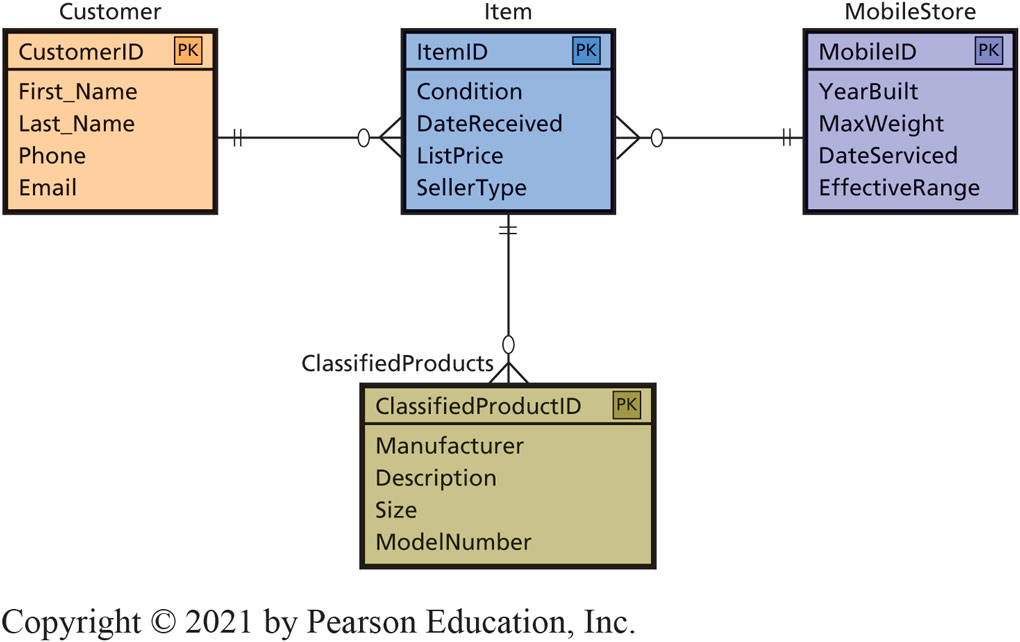 Customer
CustomerID PK
First_Name
Last_Name
Phone
Email
Item
ItemID PK
Condition
DateReceived
ListPrice
SellerType
MobileStore
MobileID PK
YearBuilt
MaxWeight
DateServiced
EffectiveRange
ClassifiedProducts
ClassifiedProductID PK
Manufacturer
Description
Size
ModelNumber
Copyright © 2021 by Pearson Education, Inc.